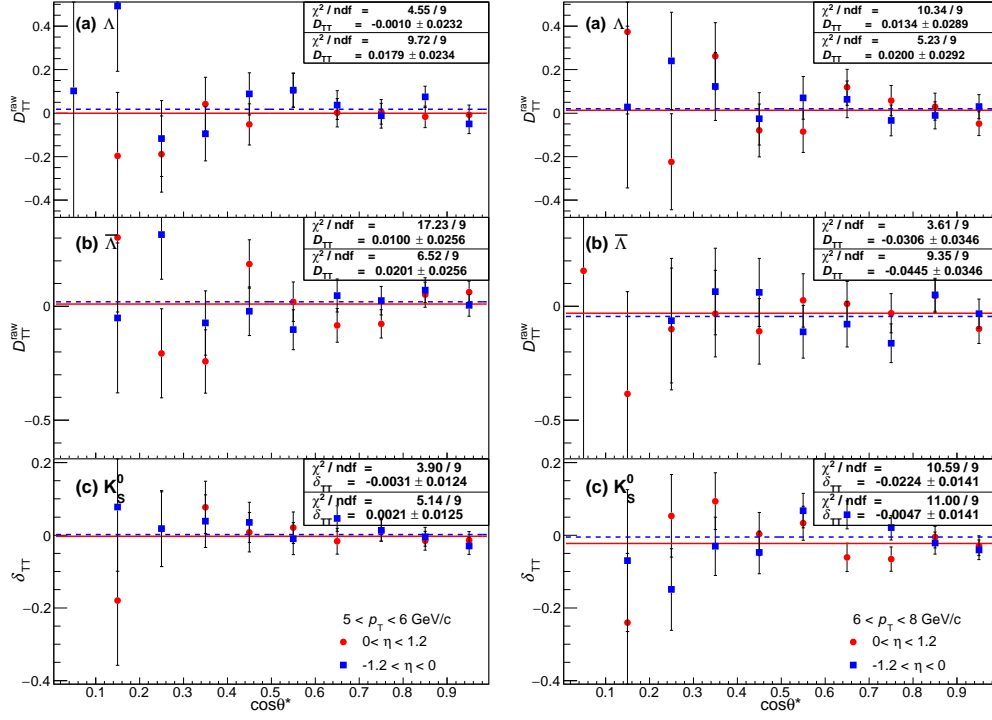 (a) Λ
χ² / ndf = 4.55 / 9
D_TT = -0.0010 ± 0.0232
χ² / ndf = 9.72 / 9
D_TT = 0.0179 ± 0.0234
D_TT^raw
0.4
0.2
0
−0.2
−0.4
(b) Λ̅
χ² / ndf = 17.23 / 9
D_TT = 0.0100 ± 0.0256
χ² / ndf = 6.52 / 9
D_TT = 0.0201 ± 0.0256
D_TT^raw
0
−0.5
(c) K_S^0
χ² / ndf = 3.90 / 9
δ_TT = -0.0031 ± 0.0124
χ² / ndf = 5.14 / 9
δ_TT = 0.0021 ± 0.0125
δ_TT
0.2
0
−0.2
−0.4
5 < p_T < 6 GeV/c
0< η < 1.2
-1.2 < η < 0
0.1 0.2 0.3 0.4 0.5 0.6 0.7 0.8 0.9
cosθ*
(a) Λ
χ² / ndf = 10.34 / 9
D_TT = 0.0134 ± 0.0289
χ² / ndf = 5.23 / 9
D_TT = 0.0200 ± 0.0292
D_TT^raw
0.4
0.2
0
−0.2
−0.4
(b) Λ̅
χ² / ndf = 3.61 / 9
D_TT = -0.0306 ± 0.0346
χ² / ndf = 9.35 / 9
D_TT = -0.0445 ± 0.0346
D_TT^raw
0
−0.5
(c) K_S^0
χ² / ndf = 10.59 / 9
δ_TT = -0.0224 ± 0.0141
χ² / ndf = 11.00 / 9
δ_TT = -0.0047 ± 0.0141
δ_TT
0.2
0
−0.2
−0.4
6 < p_T < 8 GeV/c
0< η < 1.2
-1.2 < η < 0
0.1 0.2 0.3 0.4 0.5 0.6 0.7 0.8 0.9
cosθ*